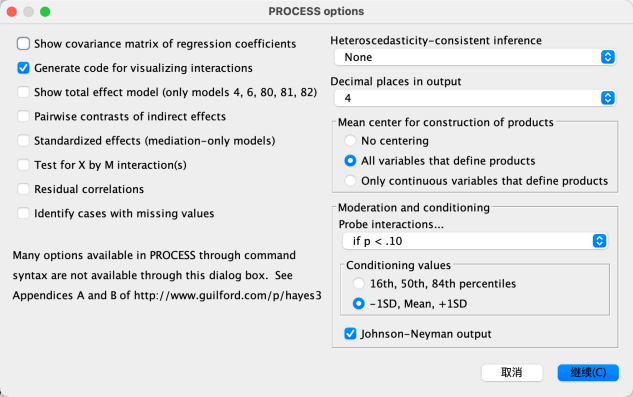 PROCESS options
Show covariance matrix of regression coefficients
Generate code for visualizing interactions
Show total effect model (only models 4, 6, 80, 81, 82)
Pairwise contrasts of indirect effects
Standardized effects (mediation-only models)
Test for X by M interaction(s)
Residual correlations
Identify cases with missing values
Many options available in PROCESS through command
syntax are not available through this dialog box.  See
Appendices A and B of http://www.guilford.com/p/hayes3
Heteroscedasticity-consistent inference
None
Decimal places in output
4
Mean center for construction of products
No centering
All variables that define products
Only continuous variables that define products
Moderation and conditioning
Probe interactions...
if p < .10
Conditioning values
16th, 50th, 84th percentiles
-1SD, Mean, +1SD
Johnson-Neyman output
取消
继续(C)